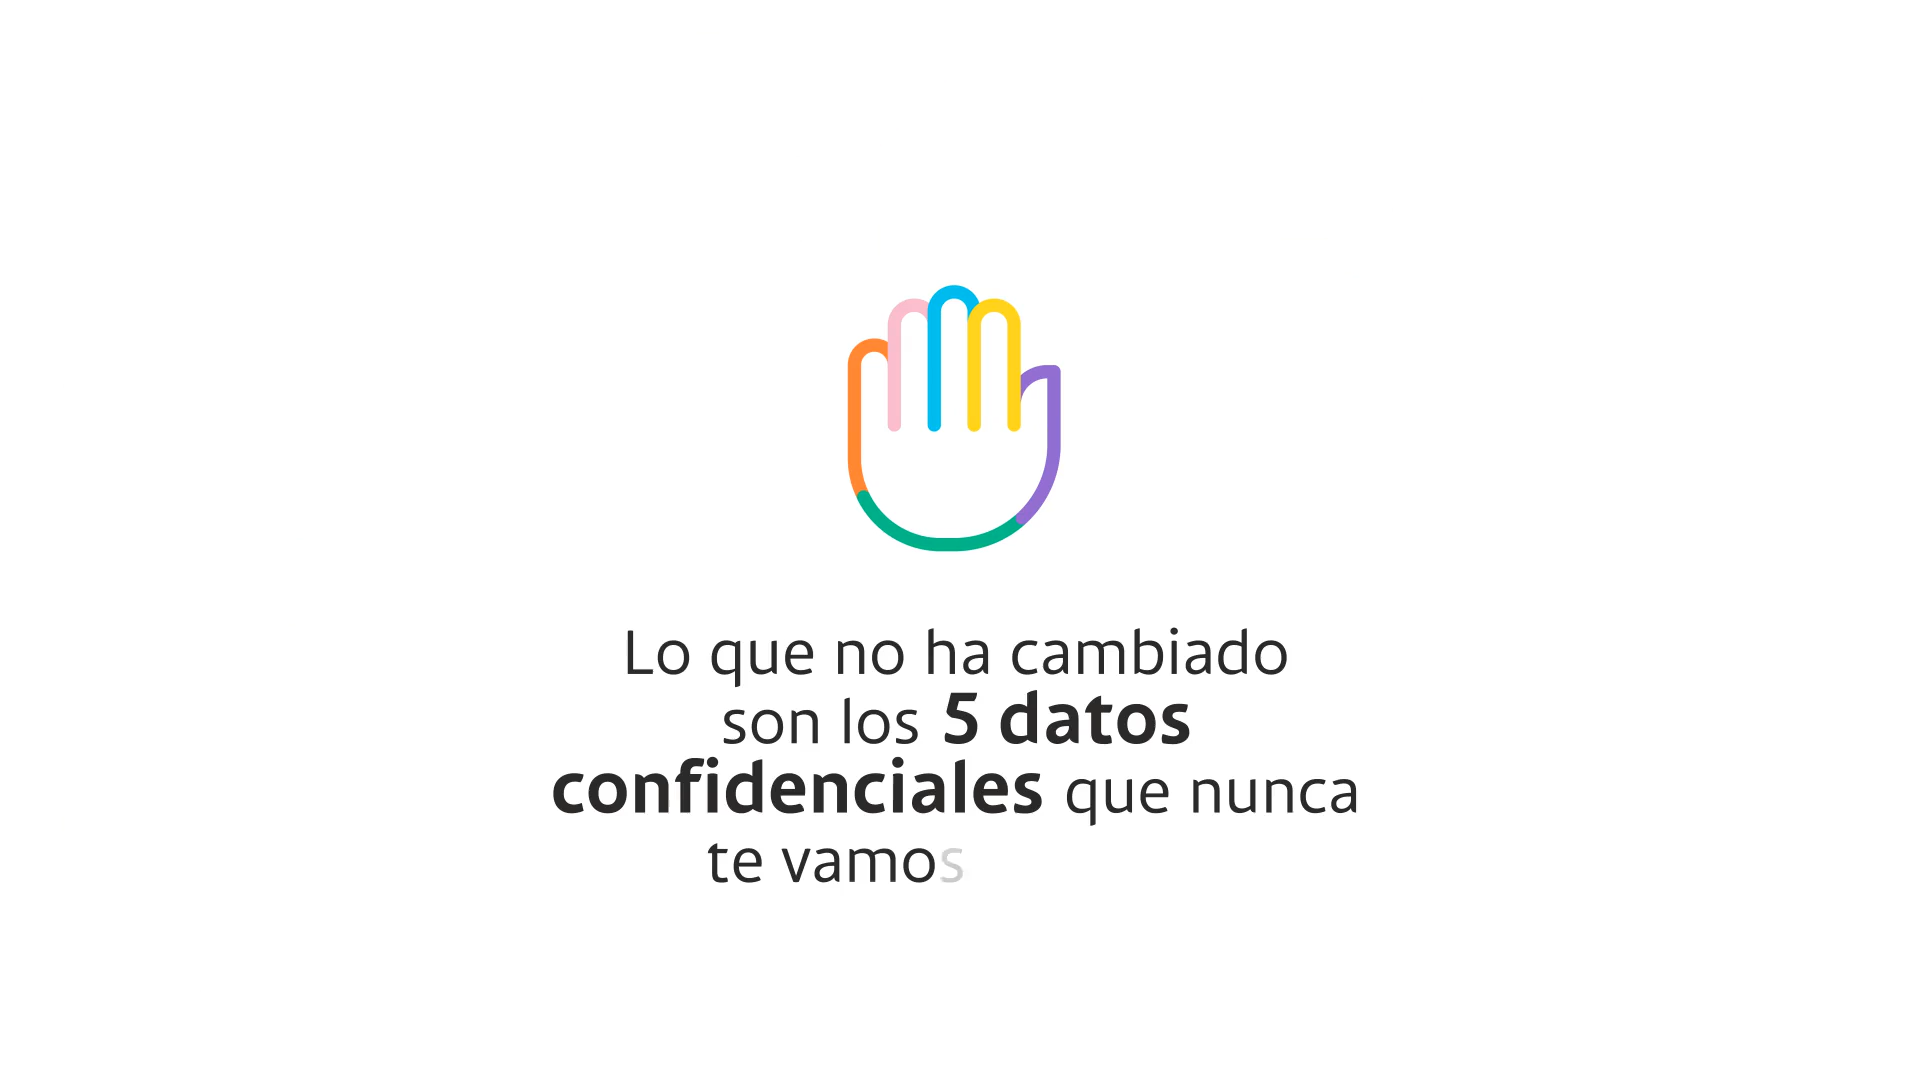 Lo que no ha cambiado
son los 5 datos
confidenciales que nunca
te vamos